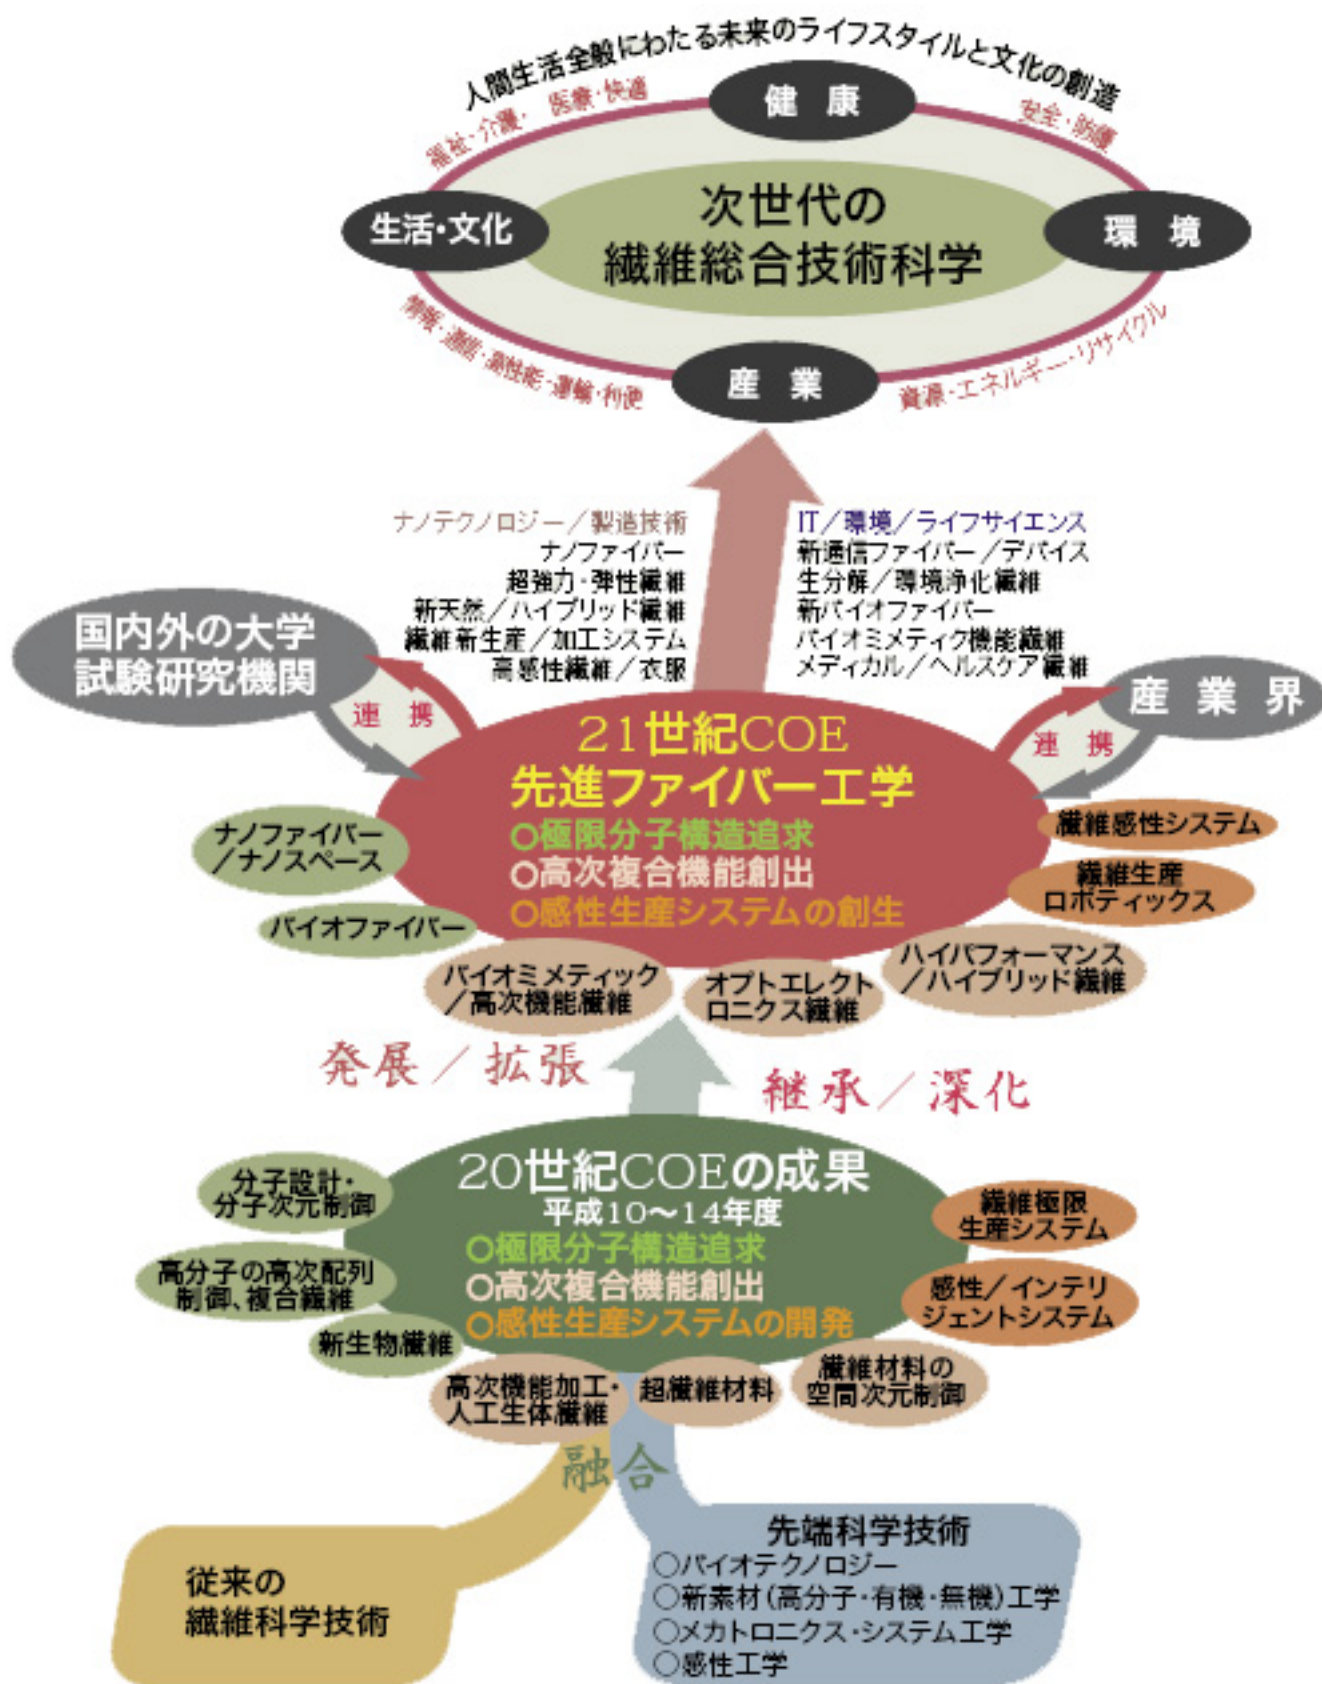 人間生活全般にわたる未来のライフスタイルと文化の創造
福祉・介護・医療・快適
健康
安全・防護
生活・文化
次世代の
繊維総合技術科学
環境
情報・通信・高性能・運輸・利便
産業
資源・エネルギー・リサイクル
ナノテクノロジー／製造技術
ナノファイバー
超強力・弾性繊維
新天然／ハイブリッド繊維
繊維新生産／加工システム
高感性繊維／衣服
IT／環境／ライフサイエンス
新通信ファイバー／デバイス
生分解／環境浄化繊維
新バイオファイバー
バイオミメティク機能繊維
メディカル／ヘルスケア繊維
国内外の大学
試験研究機関
連携
産業界
連携
21世紀COE
先進ファイバー工学
○極限分子構造追求
○高次複合機能創出
○感性生産システムの創生
ナノファイバー
／ナノスペース
バイオファイバー
バイオミメティック
／高次機能繊維
オプトエレクト
ロニクス繊維
ハイパフォーマンス
／ハイブリッド繊維
繊維生産
ロボティックス
繊維感性システム
発展／拡張
継承／深化
20世紀COEの成果
平成10〜14年度
○極限分子構造追求
○高次複合機能創出
○感性生産システムの開発
分子設計・
分子次元制御
高分子の高次配列
制御、複合繊維
新生物繊維
高次機能加工・
人工生体繊維
超繊維材料
繊維材料の
空間次元制御
感性／インテリ
ジェントシステム
繊維極限
生産システム
融合
従来の
繊維科学技術
先端科学技術
○バイオテクノロジー
○新素材(高分子・有機・無機)工学
○メカトロニクス・システム工学
○感性工学